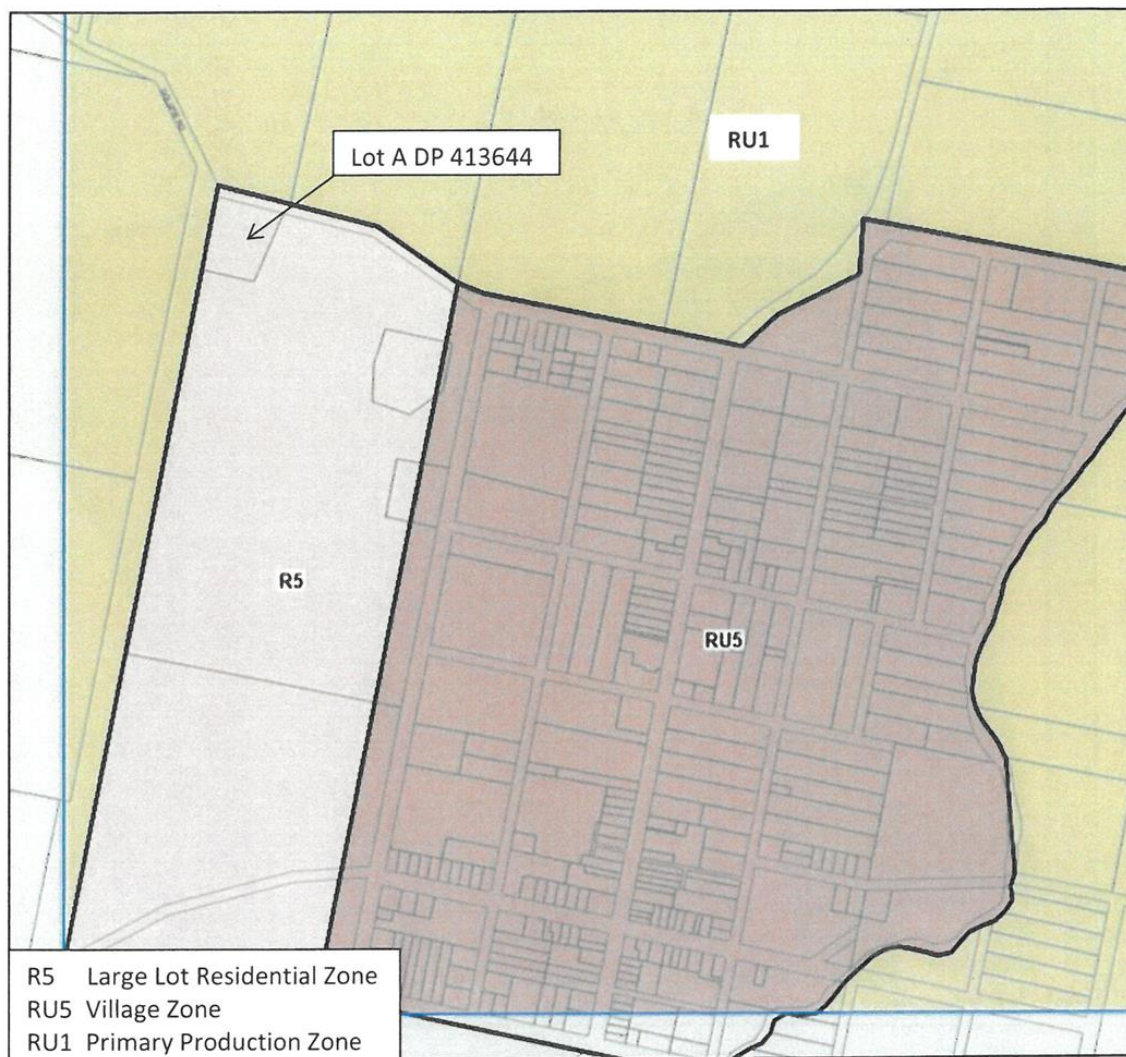 RU1
Lot A DP 413644
R5
RU5
R5 Large Lot Residential Zone
RU5 Village Zone
RU1 Primary Production Zone